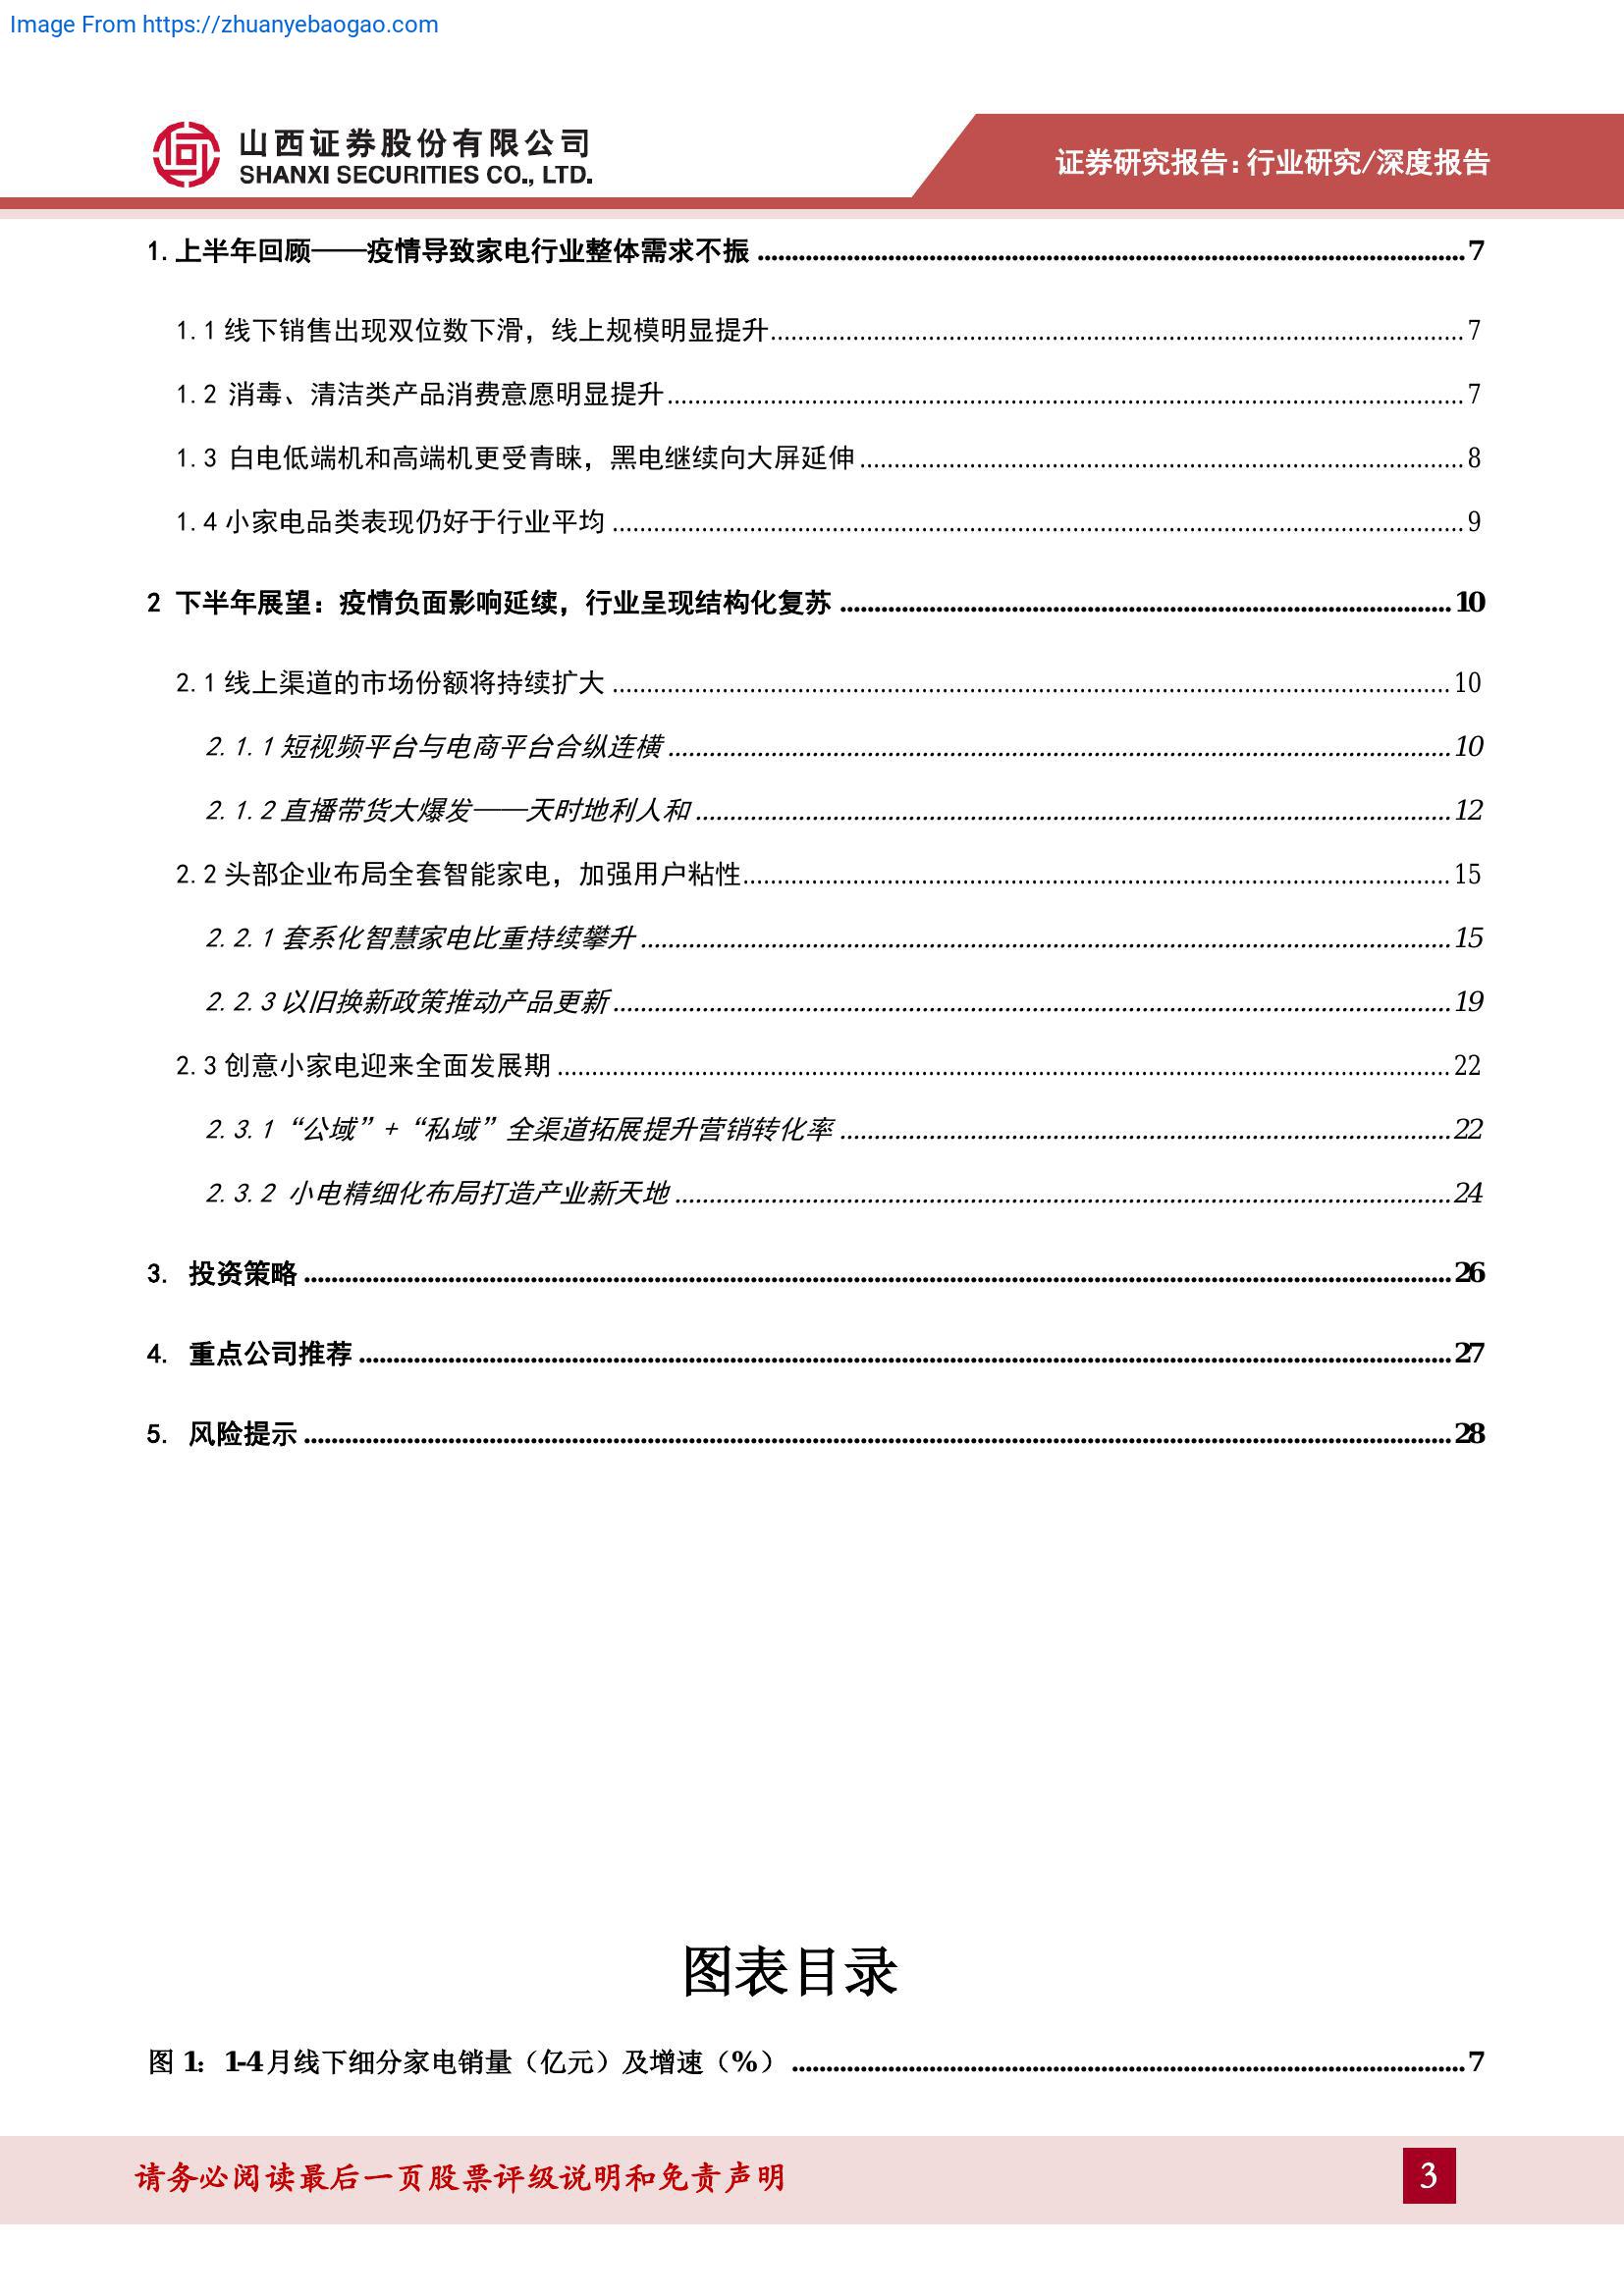 Image From https://zhuanyebaogao.com
山西证券股份有限公司
SHANXI SECURITIES CO., LTD.
证券研究报告:行业研究/深度报告
1.上半年回顾——疫情导致家电行业整体需求不振 7
1.1 线下销售出现双位数下滑，线上规模明显提升 7
1.2 消毒、清洁类产品消费意愿明显提升 7
1.3 白电低端机和高端机更受青睐，黑电继续向大屏延伸 8
1.4 小家电品类表现仍好于行业平均 9
2 下半年展望：疫情负面影响延续，行业呈现结构化复苏 10
2.1 线上渠道的市场份额将持续扩大 10
2.1.1 短视频平台与电商平台合纵连横 10
2.1.2 直播带货大爆发——天时地利人和 12
2.2 头部企业布局全套智能家电，加强用户粘性 15
2.2.1 套系化智慧家电比重持续攀升 15
2.2.3 以旧换新政策推动产品更新 19
2.3 创意小家电迎来全面发展期 22
2.3.1 “公域”+“私域”全渠道拓展提升营销转化率 22
2.3.2 小电精细化布局打造产业新天地 24
3. 投资策略 26
4. 重点公司推荐 27
5. 风险提示 28
图表目录
图 1: 1-4 月线下细分家电销量（亿元）及增速（%） 7
请务必阅读最后一页股票评级说明和免责声明
3